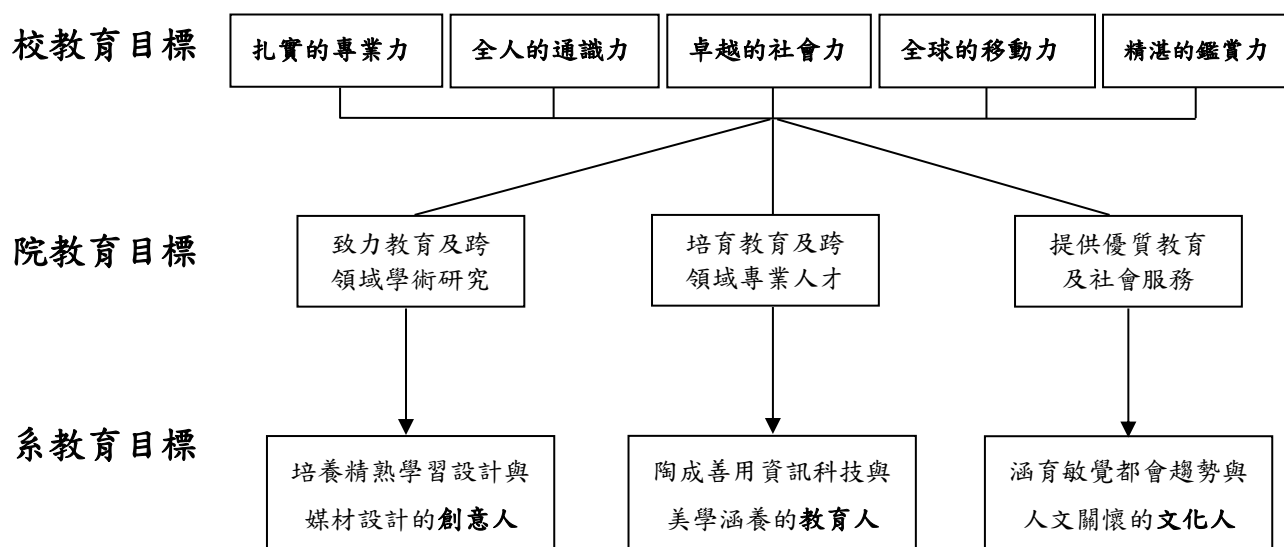 校教育目標
扎實的專業力
全人的通識力
卓越的社會力
全球的移動力
精湛的鑑賞力
院教育目標
致力教育及跨
領域學術研究
培育教育及跨
領域專業人才
提供優質教育
及社會服務
系教育目標
培養精熟學習設計與
媒材設計的創意人
陶成善用資訊科技與
美學涵養的教育人
涵育敏覺都會趨勢與
人文關懷的文化人